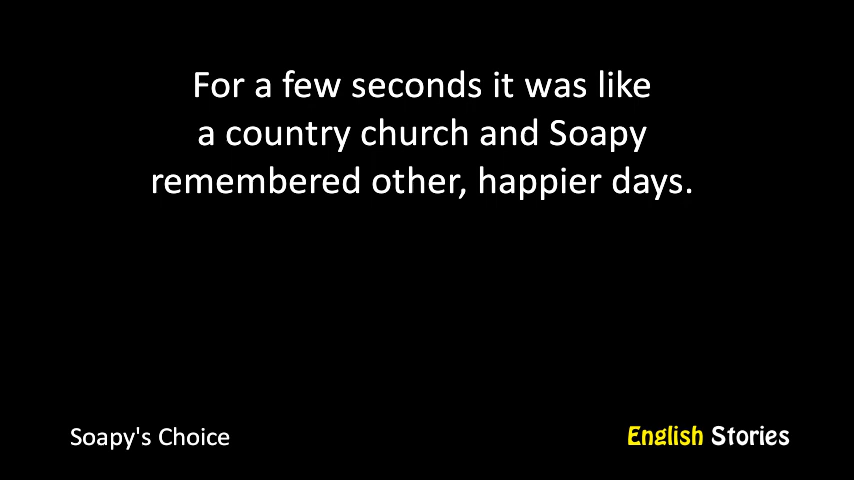 For a few seconds it was like
a country church and Soapy
remembered other, happier days.
Soapy's Choice
English Stories